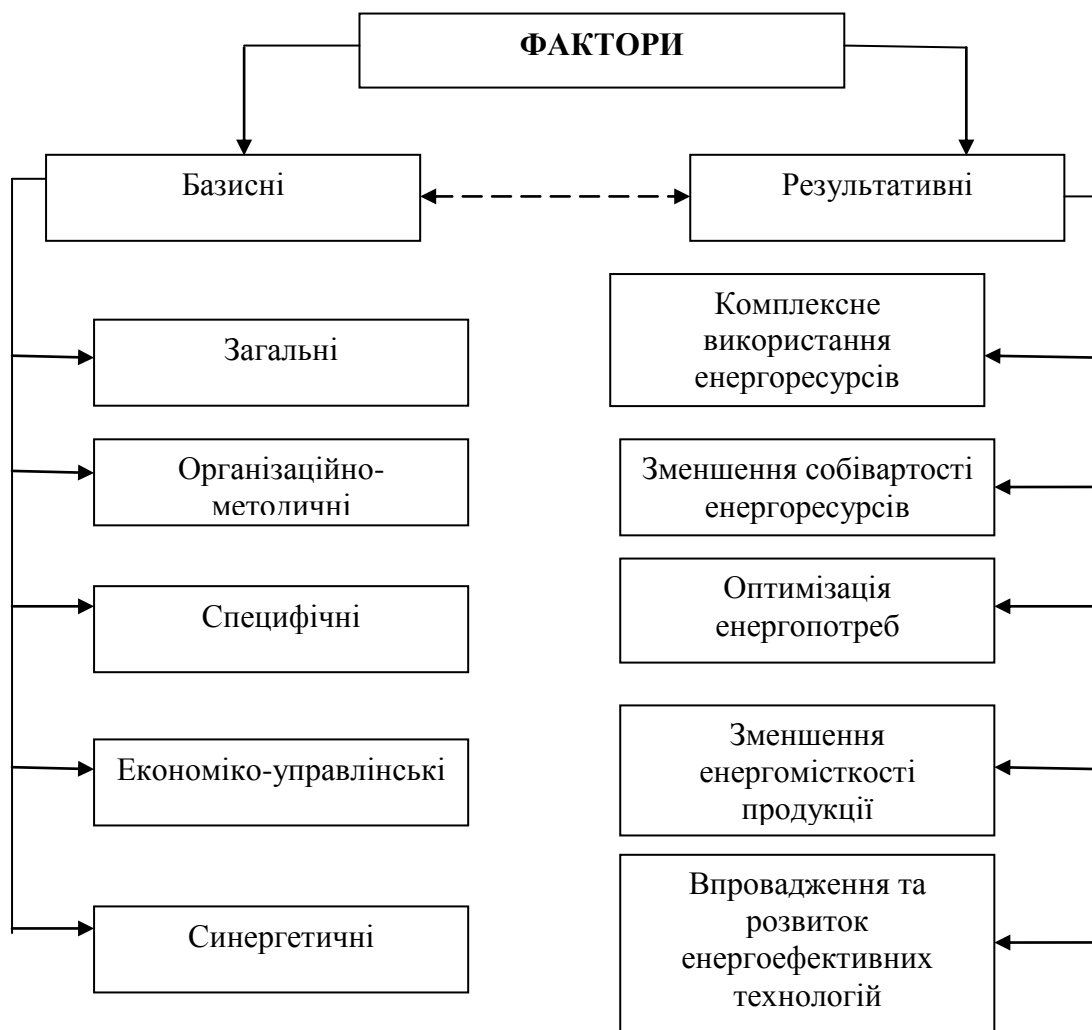 ФАКТОРИ
Базисні
Результативні
Загальні
Організаційно-
методичні
Специфічні
Економіко-управлінські
Синергетичні
Комплексне
використання
енергоресурсів
Зменшення собівартості
енергоресурсів
Оптимізація
енергопотреб
Зменшення
енергомісткості
продукції
Впровадження та
розвиток
енергоефективних
технологій